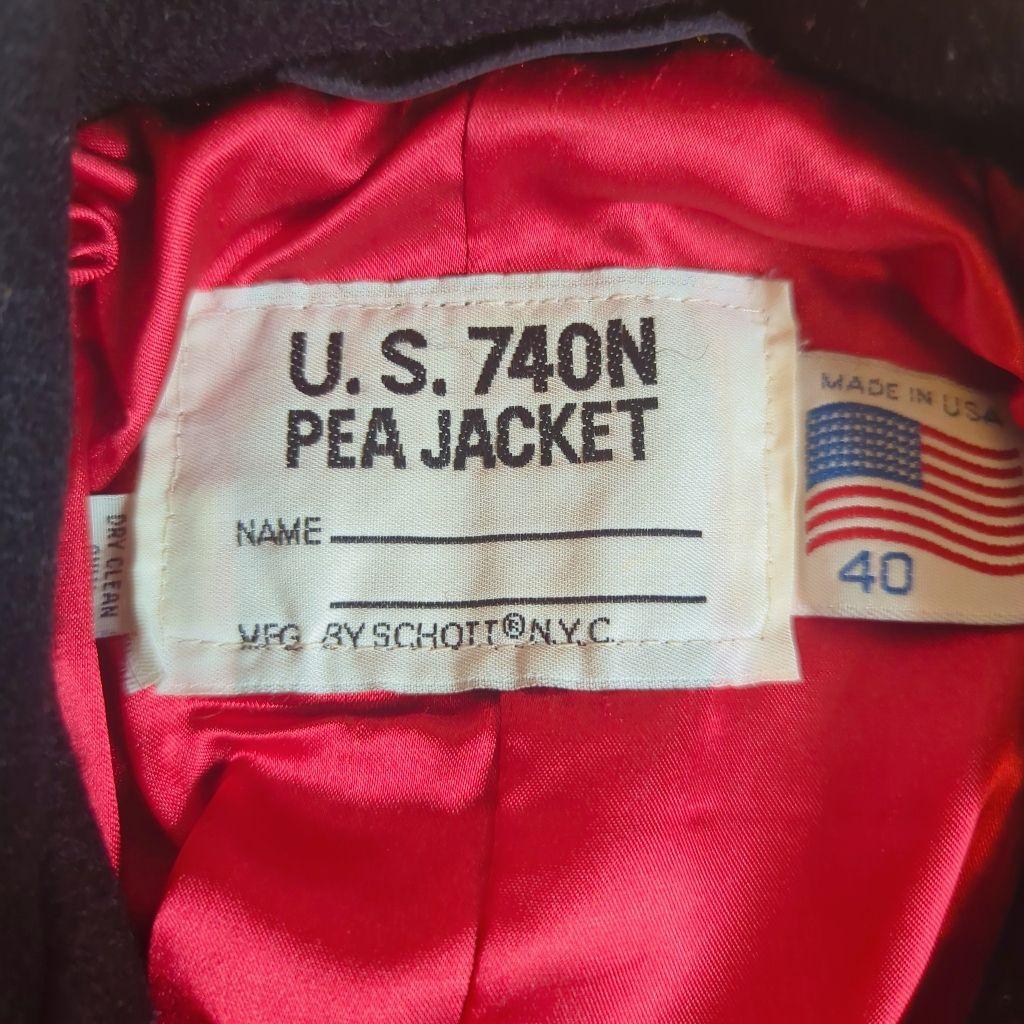 U.S. 740N
PEA JACKET
NAME
MFG BY SCHOTT® N.Y.C.
MADE IN USA
40
DRY CLEAN